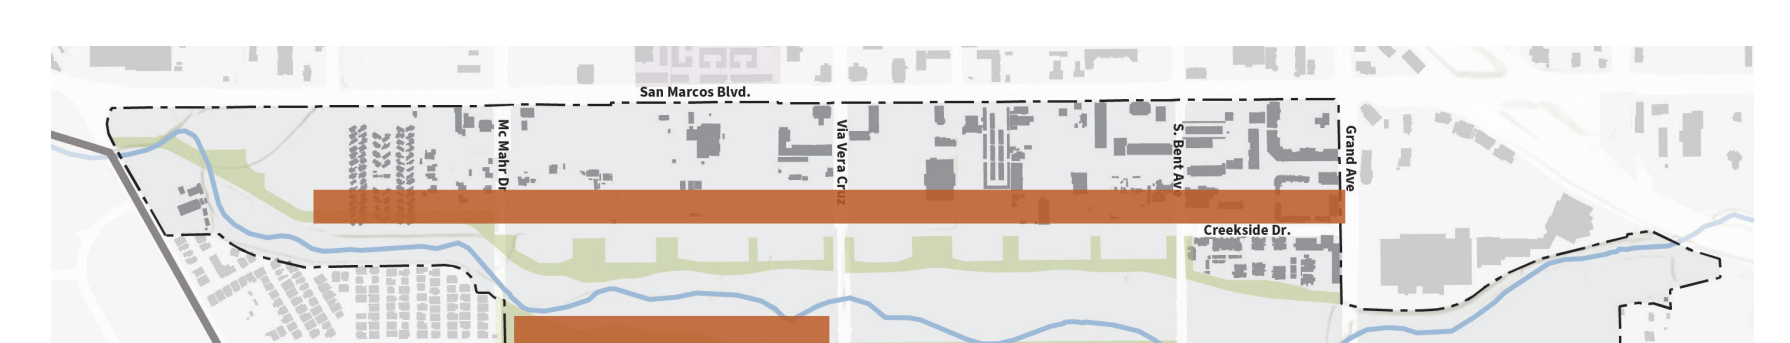 San Marcos Blvd.
Mc Mahr Dr
Via Vera Cruz
S. Bent Ave
Grand Ave
Creekside Dr.